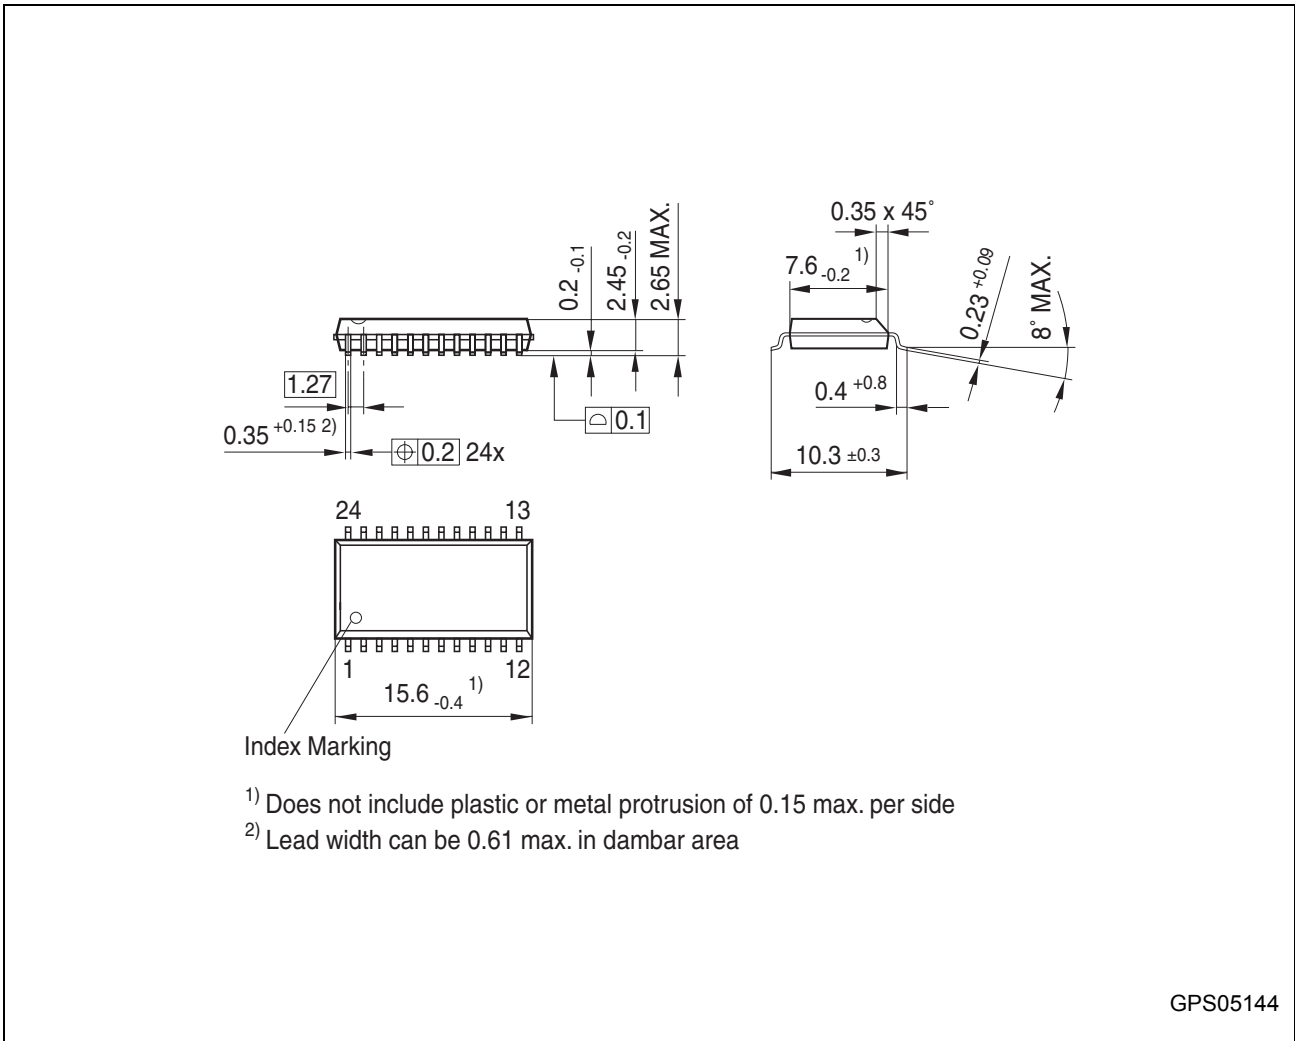 0.2 -0.1
2.45 -0.2
2.65 MAX.
1.27
0.35 +0.15 2)
0.2 24x
0.1
0.35 x 45˚
7.6 -0.2 1)
0.23 +0.09
8˚ MAX.
0.4 +0.8
10.3 ±0.3
24 13
1 12
15.6 -0.4 1)
Index Marking
1) Does not include plastic or metal protrusion of 0.15 max. per side
2) Lead width can be 0.61 max. in dambar area
GPS05144